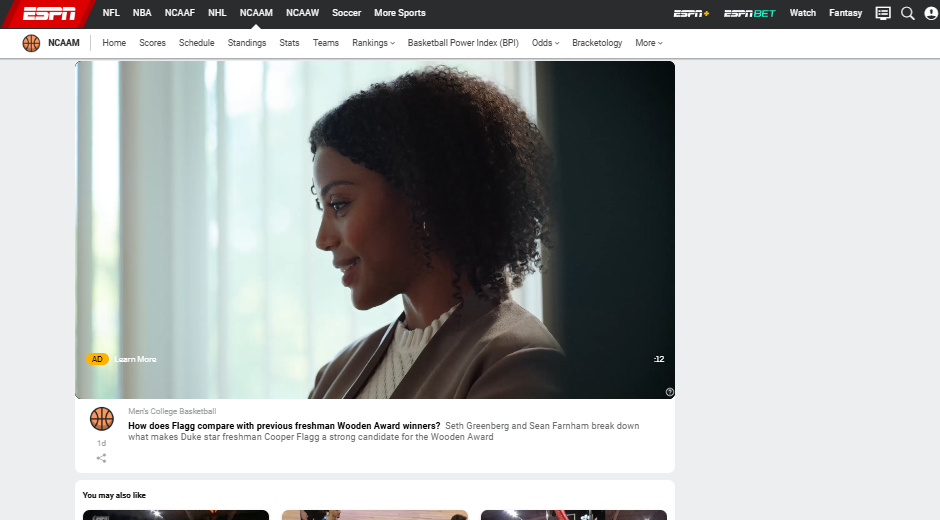 ESPN NFL NBA NCAAF NHL NCAAM NCAAW Soccer More Sports ESPN+ ESPN BET Watch Fantasy
NCAAM Home Scores Schedule Standings Stats Teams Rankings Basketball Power Index (BPI) Odds Bracketology More
AD Learn More :12
Men's College Basketball
How does Flagg compare with previous freshman Wooden Award winners? Seth Greenberg and Sean Farnham break down
what makes Duke star freshman Cooper Flagg a strong candidate for the Wooden Award
1d
You may also like